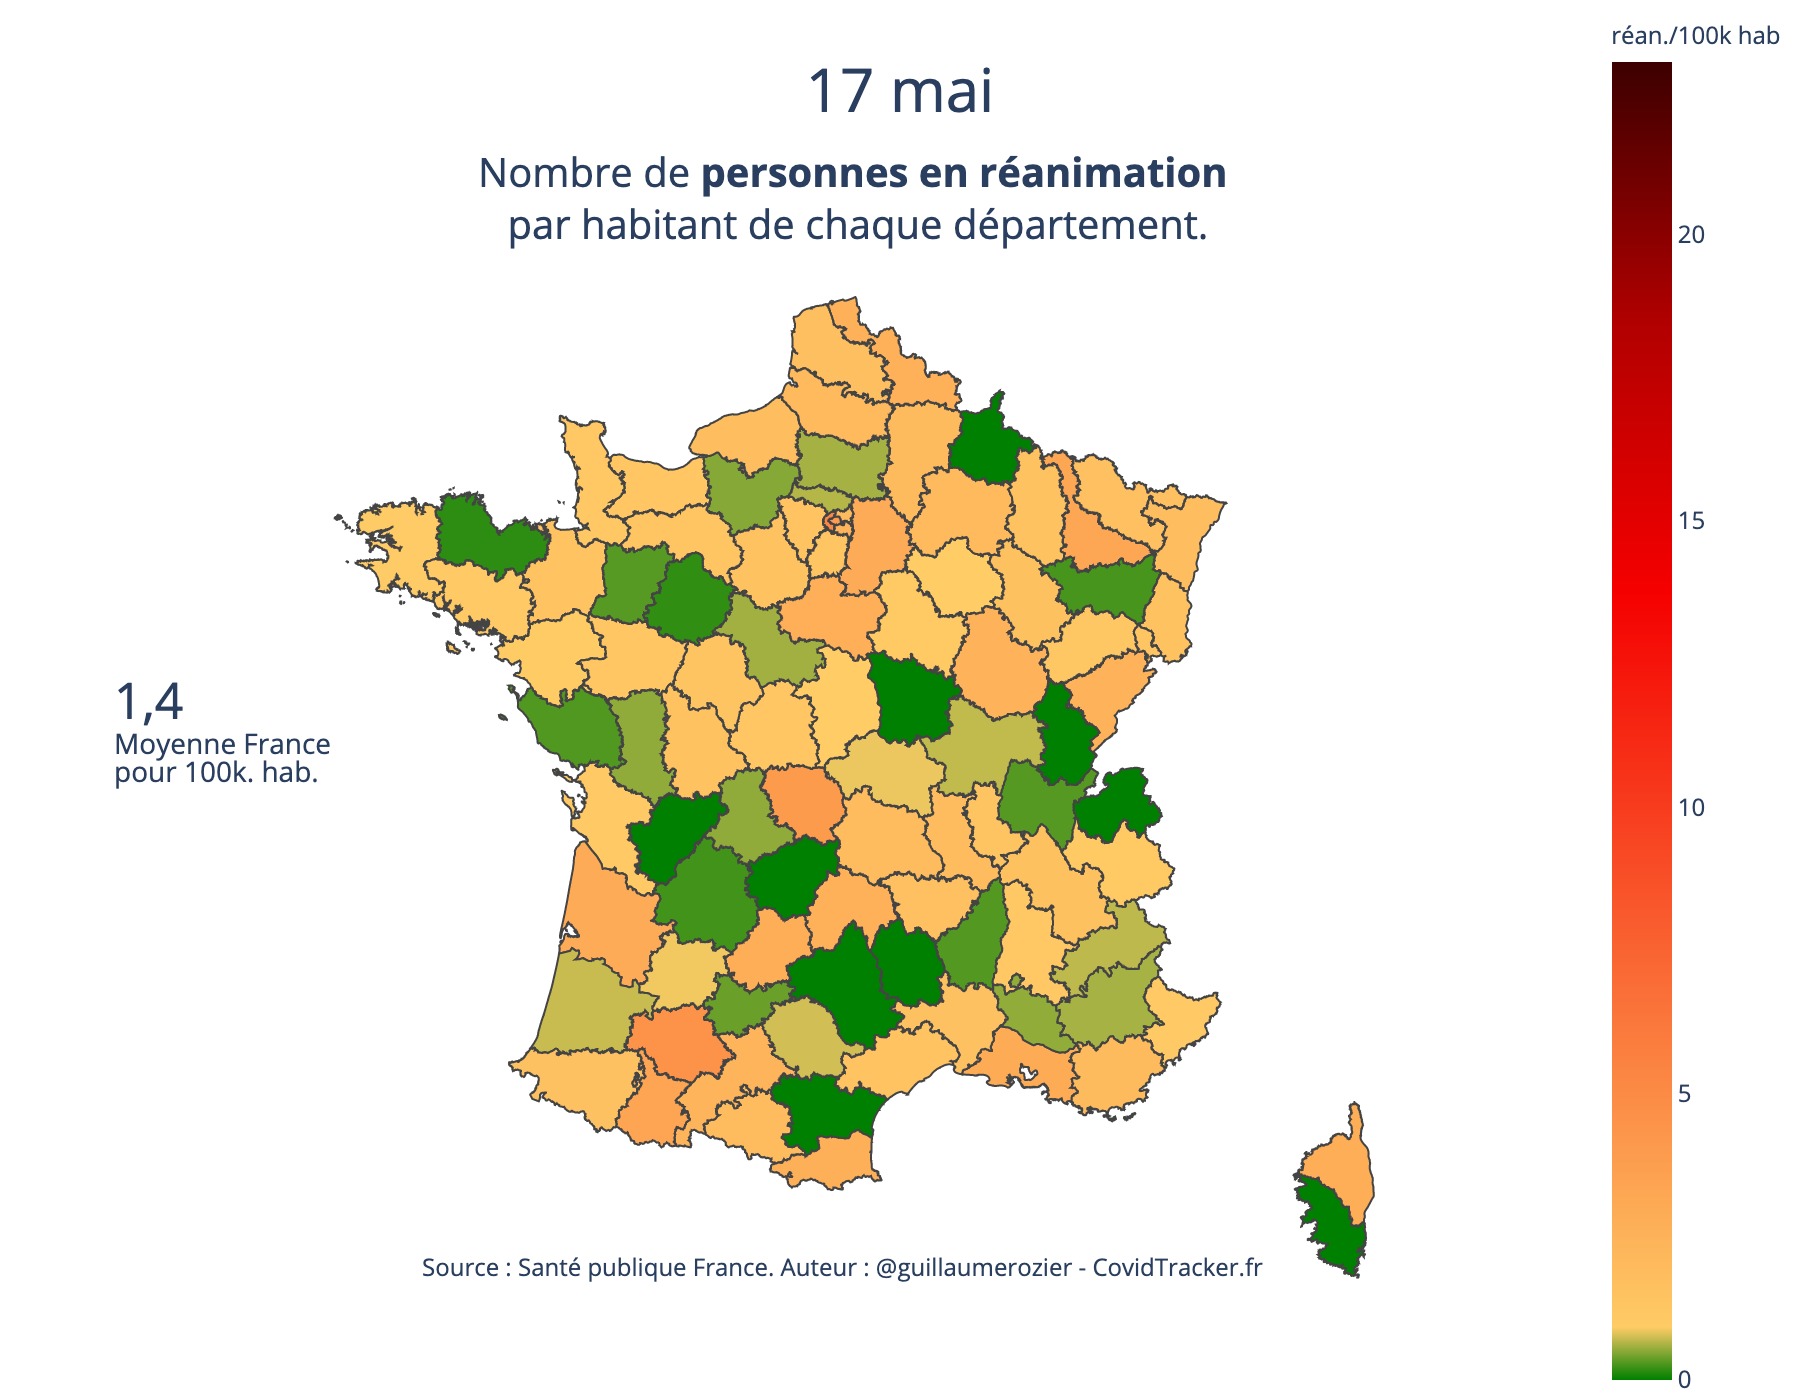 réan./100k hab
17 mai
Nombre de personnes en réanimation
par habitant de chaque département.
20
15
1,4
Moyenne France
pour 100k. hab.
10
5
Source : Santé publique France. Auteur : @guillaumerozier - CovidTracker.fr
0